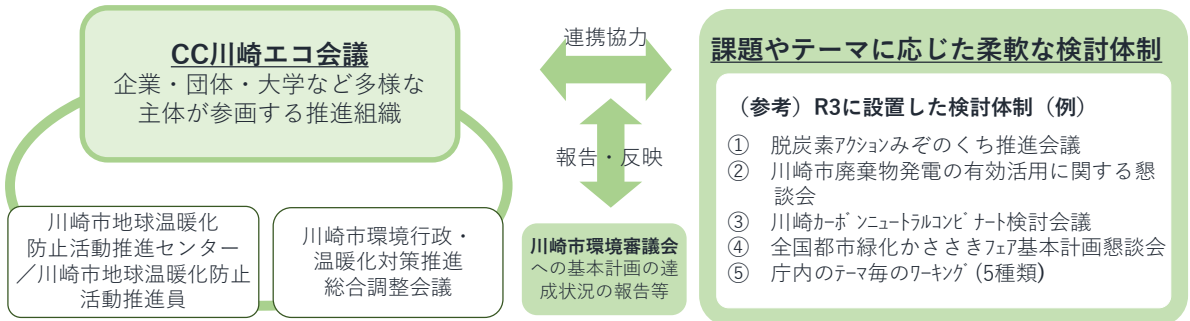 CC川崎エコ会議
企業・団体・大学など多様な
主体が参画する推進組織
川崎市地球温暖化
防止活動推進センター
／川崎市地球温暖化防止
活動推進員
川崎市環境行政・
温暖化対策推進
総合調整会議
連携協力
報告・反映
川崎市環境審議会
への基本計画の達
成状況の報告等
課題やテーマに応じた柔軟な検討体制
（参考）R3に設置した検討体制（例）
① 脱炭素ｱｸｼｮﾝみぞのくち推進会議
② 川崎市廃棄物発電の有効活用に関する懇
談会
③ 川崎ｶｰﾎﾞﾝﾆｭｰﾄﾗﾙｺﾝﾋﾞﾅｰﾄ検討会議
④ 全国都市緑化かささきﾌｪｱ基本計画懇談会
⑤ 庁内のテーマ毎のﾜｰｷﾝｸﾞ(5種類)